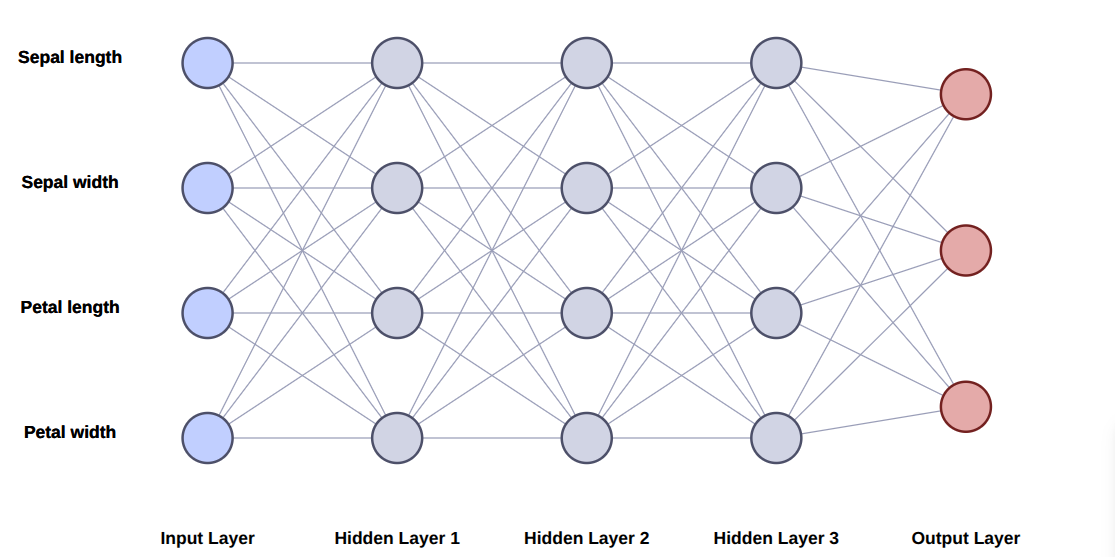 Sepal length
Sepal width
Petal length
Petal width
Input Layer
Hidden Layer 1
Hidden Layer 2
Hidden Layer 3
Output Layer